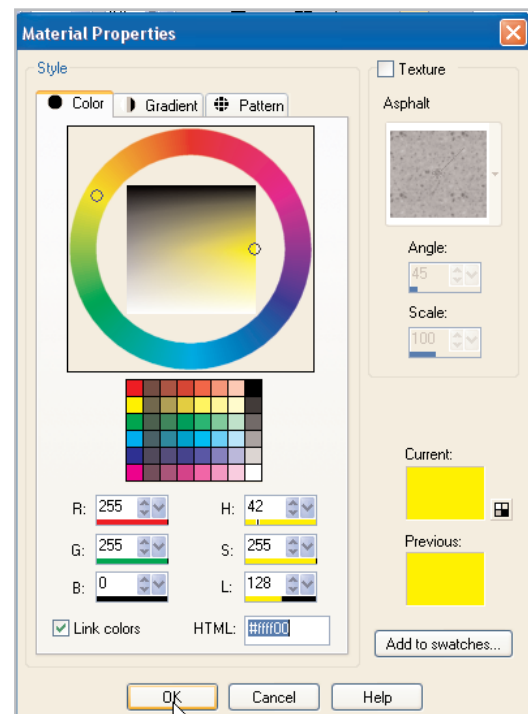 Material Properties
Style
Texture
Color
Gradient
Pattern
Asphalt
Angle:
45
Scale:
100
Current:
R: 255
H: 42
G: 255
S: 255
Previous:
B: 0
L: 128
Link colors
HTML: #ffff00
Add to swatches...
OK
Cancel
Help